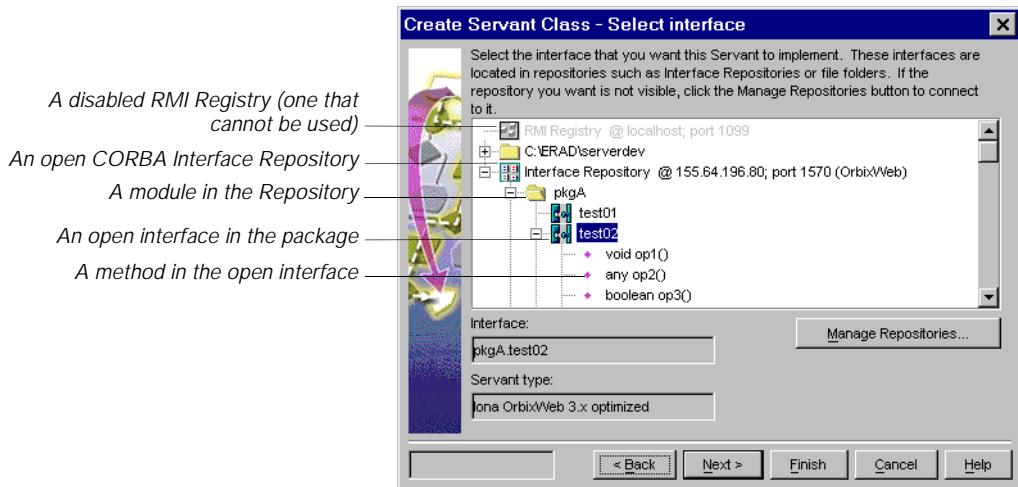 Create Servant Class - Select interface
Select the interface that you want this Servant to implement. These interfaces are
located in repositories such as Interface Repositories or file folders. If the
repository you want is not visible, click the Manage Repositories button to connect
to it.
A disabled RMI Registry (one that
cannot be used)
An open CORBA Interface Repository
A module in the Repository
An open interface in the package
A method in the open interface
RMI Registry @ localhost; port 1099
C:\ERAD\serverdev
Interface Repository @ 155.64.196.80; port 1570 (OrbixWeb)
pkgA
test01
test02
void op1()
any op2()
boolean op3()
Interface:
Manage Repositories...
pkgA.test02
Servant type:
Iona OrbixWeb 3.x optimized
< Back
Next >
Finish
Cancel
Help